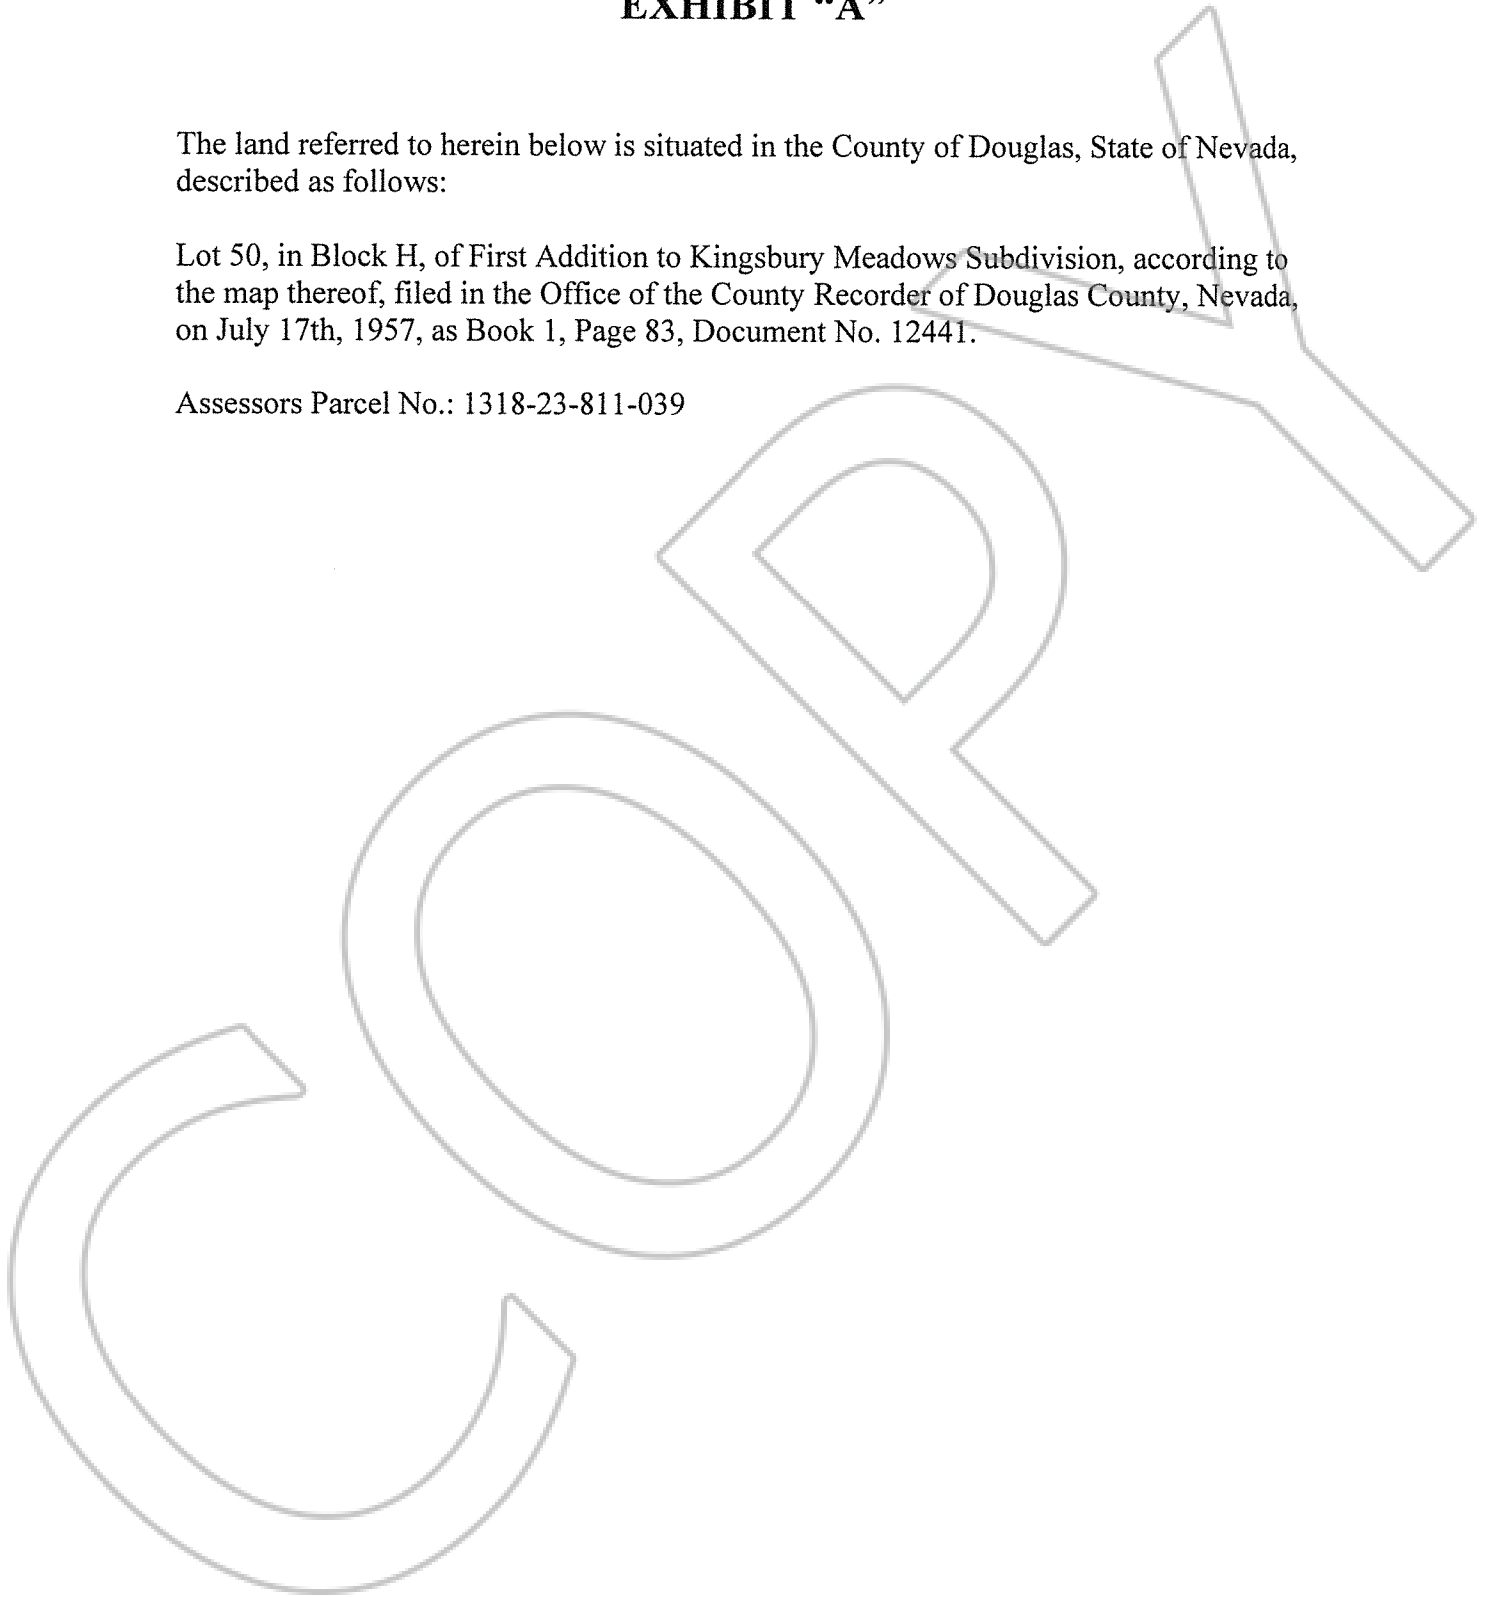 EXHIBIT “A”
The land referred to herein below is situated in the County of Douglas, State of Nevada,
described as follows:
Lot 50, in Block H, of First Addition to Kingsbury Meadows Subdivision, according to
the map thereof, filed in the Office of the County Recorder of Douglas County, Nevada,
on July 17th, 1957, as Book 1, Page 83, Document No. 12441.
Assessors Parcel No.: 1318-23-811-039
COPY